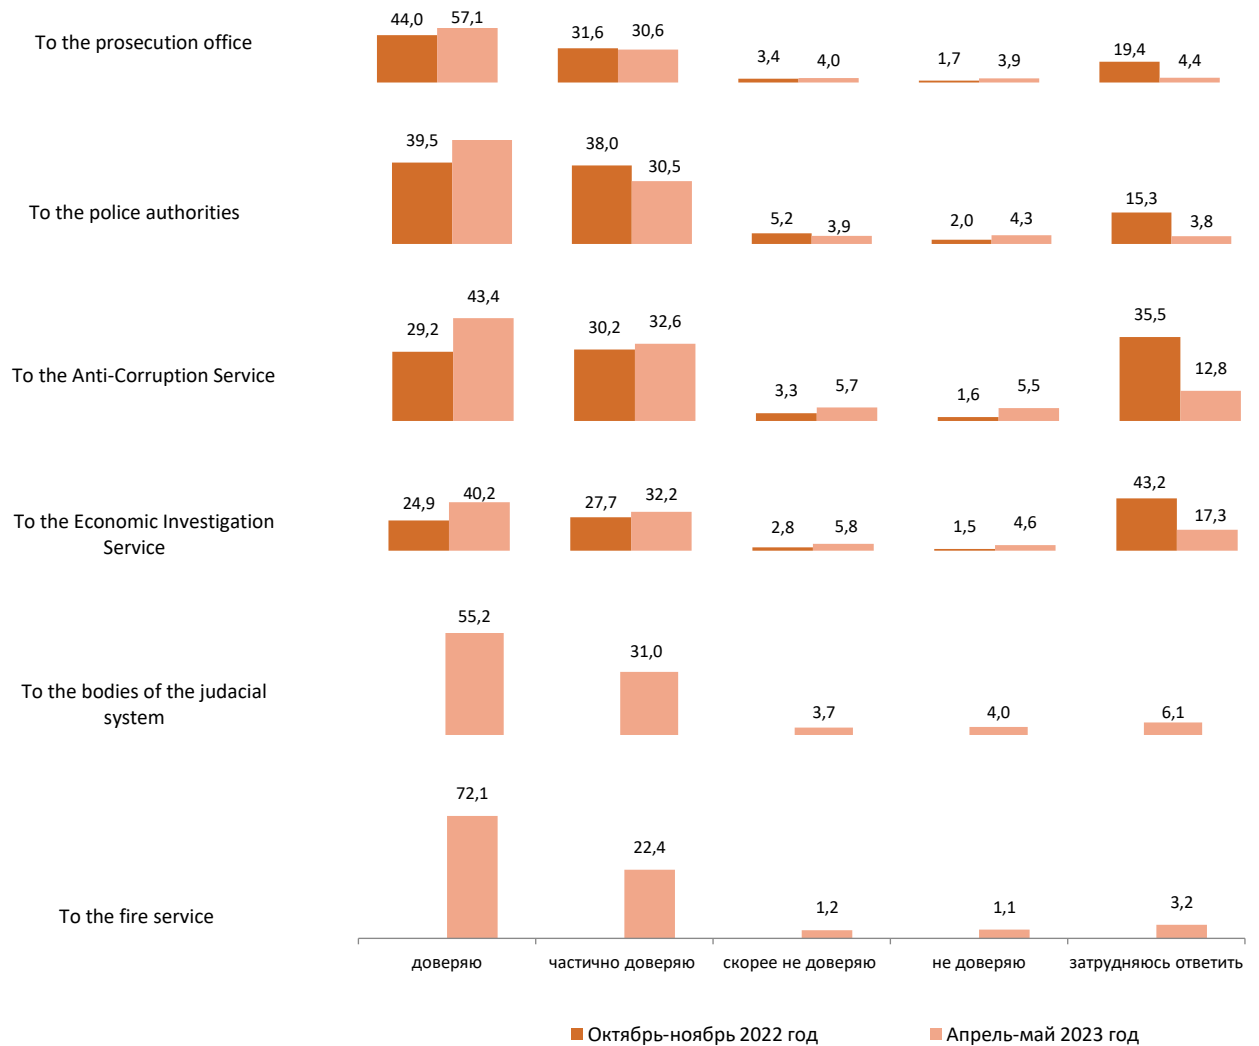 44,0 57,1 31,6 30,6 3,4 4,0 1,7 3,9 19,4 4,4
To the prosecution office
39,5 38,0 30,5 5,2 3,9 2,0 4,3 15,3 3,8
To the police authorities
29,2 43,4 30,2 32,6 3,3 5,7 1,6 5,5 35,5 12,8
To the Anti-Corruption Service
24,9 40,2 27,7 32,2 2,8 5,8 1,5 4,6 43,2 17,3
To the Economic Investigation
Service
55,2 31,0 3,7 4,0 6,1
To the bodies of the judacial
system
72,1 22,4 1,2 1,1 3,2
To the fire service
доверяю частично доверяю скорее не доверяю не доверяю затрудняюсь ответить
Октябрь-ноябрь 2022 год Апрель-май 2023 год